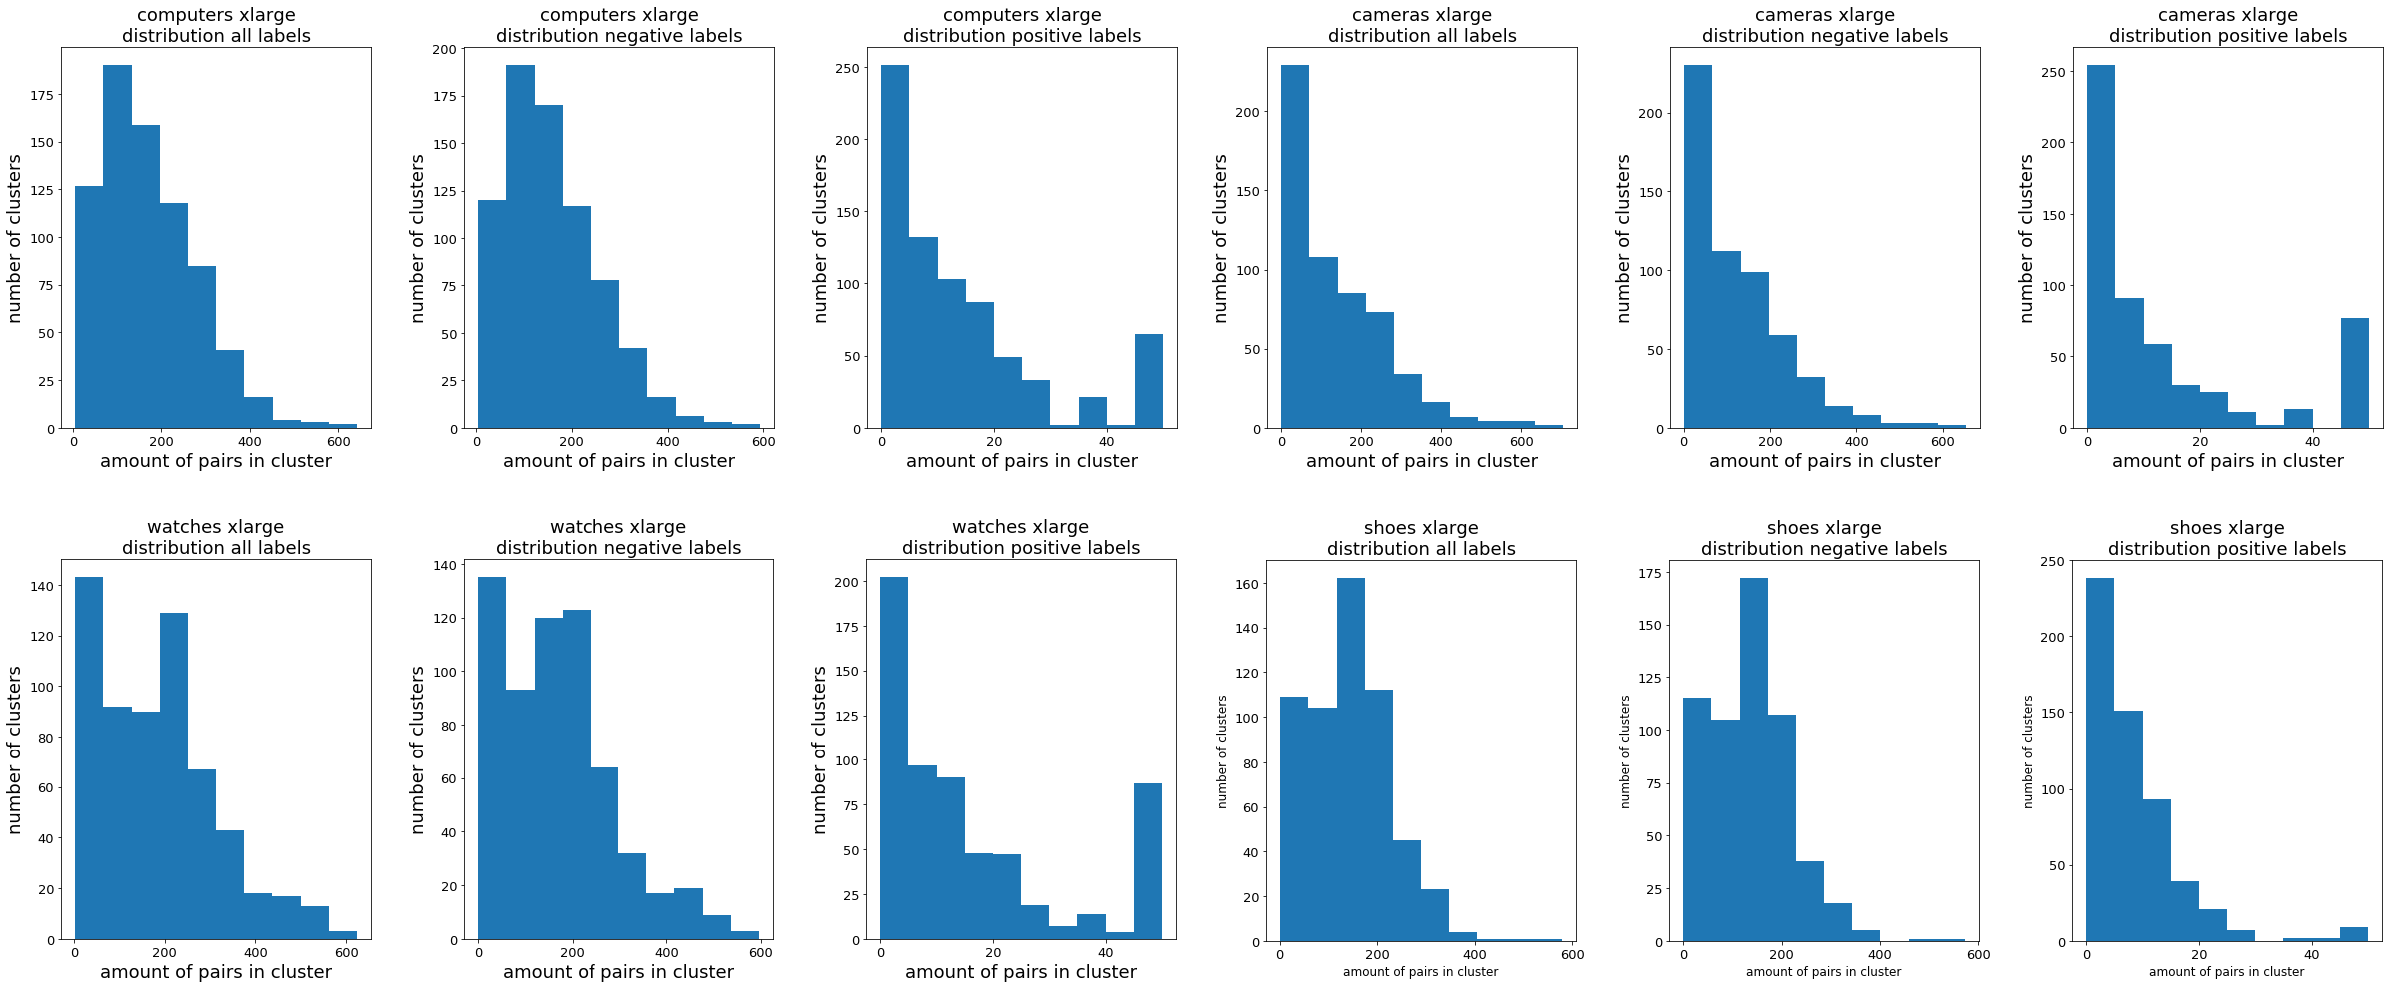 computers xlarge
distribution all labels
number of clusters
175
150
125
100
75
50
25
0
0 200 400 600
amount of pairs in cluster
computers xlarge
distribution negative labels
number of clusters
200
175
150
125
100
75
50
25
0
0 200 400 600
amount of pairs in cluster
computers xlarge
distribution positive labels
number of clusters
250
200
150
100
50
0
0 20 40
amount of pairs in cluster
cameras xlarge
distribution all labels
number of clusters
200
150
100
50
0
0 200 400 600
amount of pairs in cluster
cameras xlarge
distribution negative labels
number of clusters
200
150
100
50
0
0 200 400 600
amount of pairs in cluster
cameras xlarge
distribution positive labels
number of clusters
250
200
150
100
50
0
0 20 40
amount of pairs in cluster
watches xlarge
distribution all labels
number of clusters
140
120
100
80
60
40
20
0
0 200 400 600
amount of pairs in cluster
watches xlarge
distribution negative labels
number of clusters
140
120
100
80
60
40
20
0
0 200 400 600
amount of pairs in cluster
watches xlarge
distribution positive labels
number of clusters
200
175
150
125
100
75
50
25
0
0 20 40
amount of pairs in cluster
shoes xlarge
distribution all labels
number of clusters
160
140
120
100
80
60
40
20
0
0 200 400 600
amount of pairs in cluster
shoes xlarge
distribution negative labels
number of clusters
175
150
125
100
75
50
25
0
0 200 400 600
amount of pairs in cluster
shoes xlarge
distribution positive labels
number of clusters
250
200
150
100
50
0
0 20 40
amount of pairs in cluster